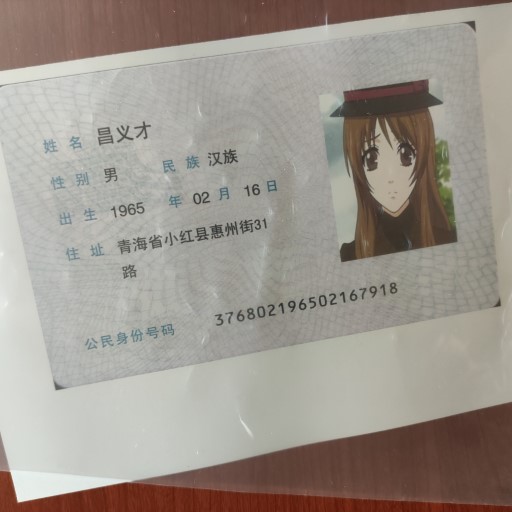 姓名 昌义才
性别 男 民族 汉族
出生 1965 年 02 月 16 日
住址 青海省小红县惠州街31
路
公民身份号码 376802196502167918